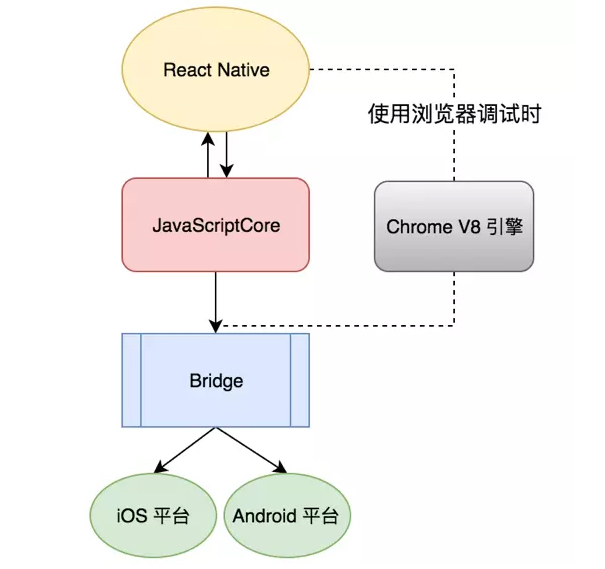 React Native
使用浏览器调试时
JavaScriptCore
Chrome V8 引擎
Bridge
iOS 平台
Android 平台